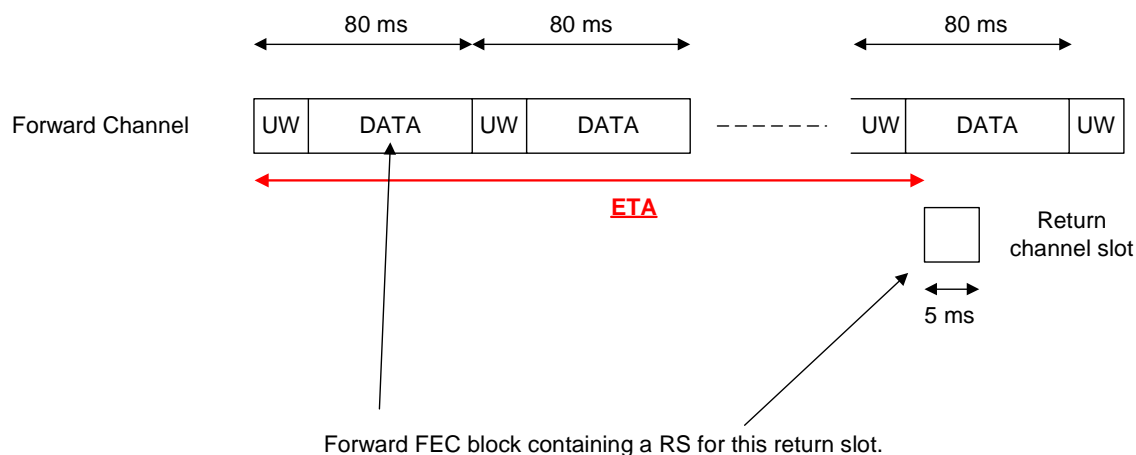 80 ms
80 ms
80 ms
Forward Channel
UW
DATA
UW
DATA
UW
DATA
UW
ETA
Return
channel slot
5 ms
Forward FEC block containing a RS for this return slot.